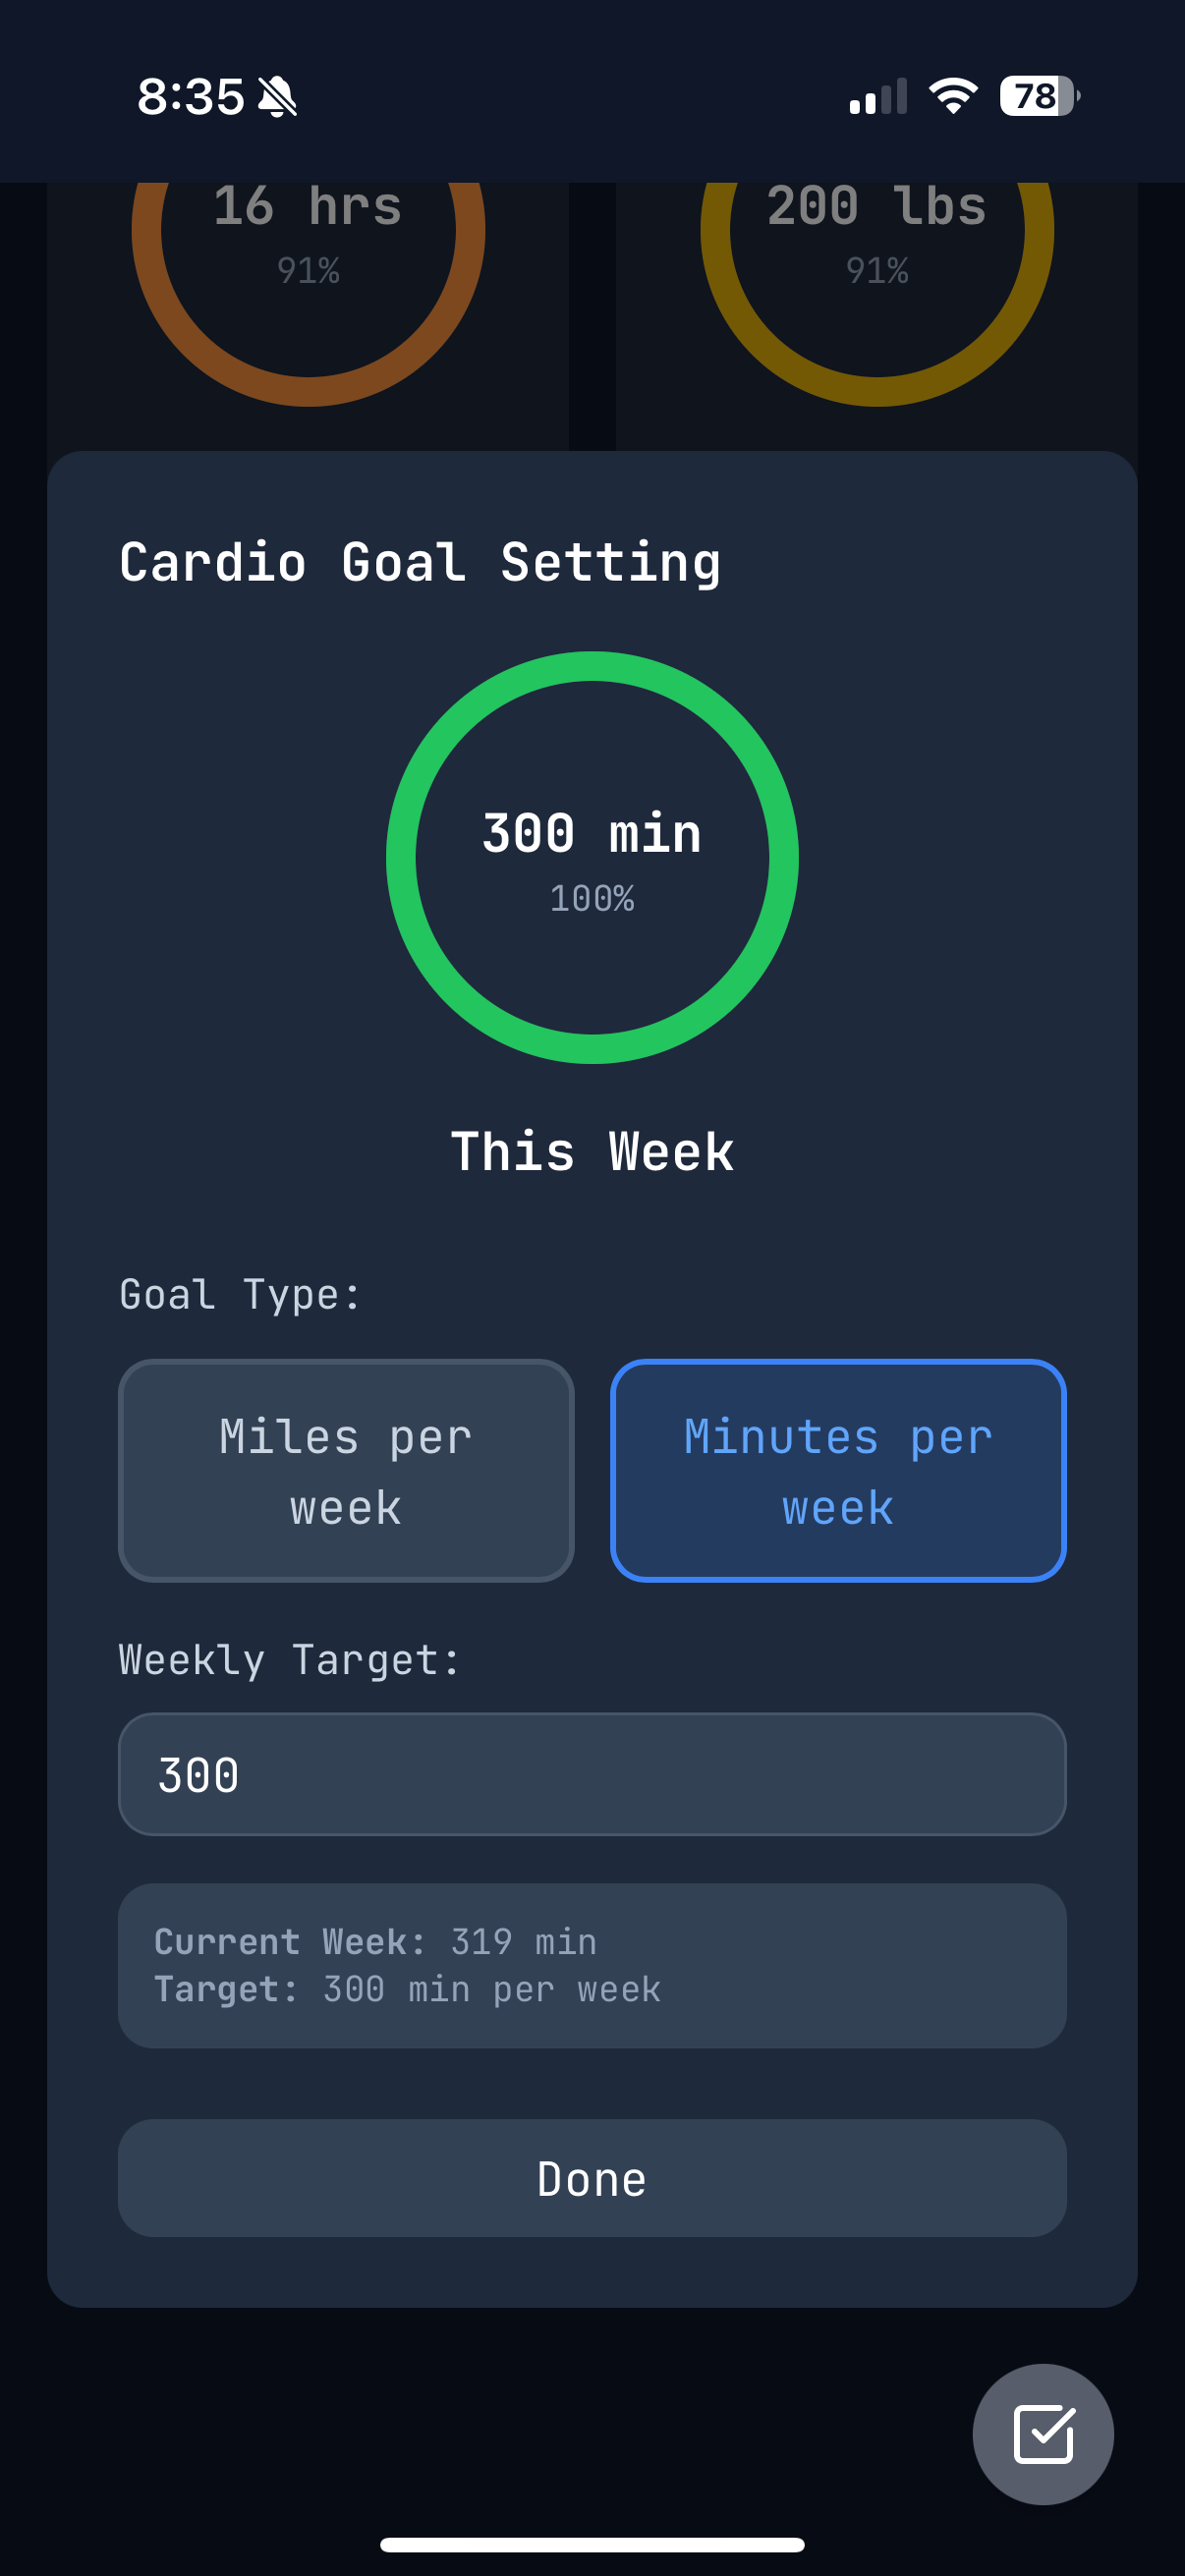 8:35
78
16 hrs
200 lbs
91%
91%
Cardio Goal Setting
300 min
100%
This Week
Goal Type:
Miles per
week
Minutes per
week
Weekly Target:
300
Current Week: 319 min
Target: 300 min per week
Done